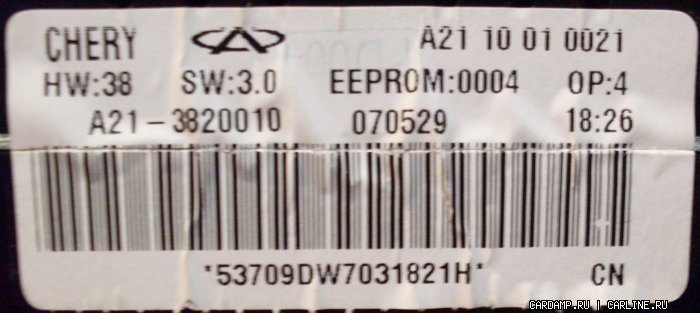 CHERY A21 10 01 0021
HW:38 SW:3.0 EEPROM:0004 OP:4
A21-3820010 070529 18:26
*53709DW7031821H* CN
CARDAMP.RU | CARLINE.RU